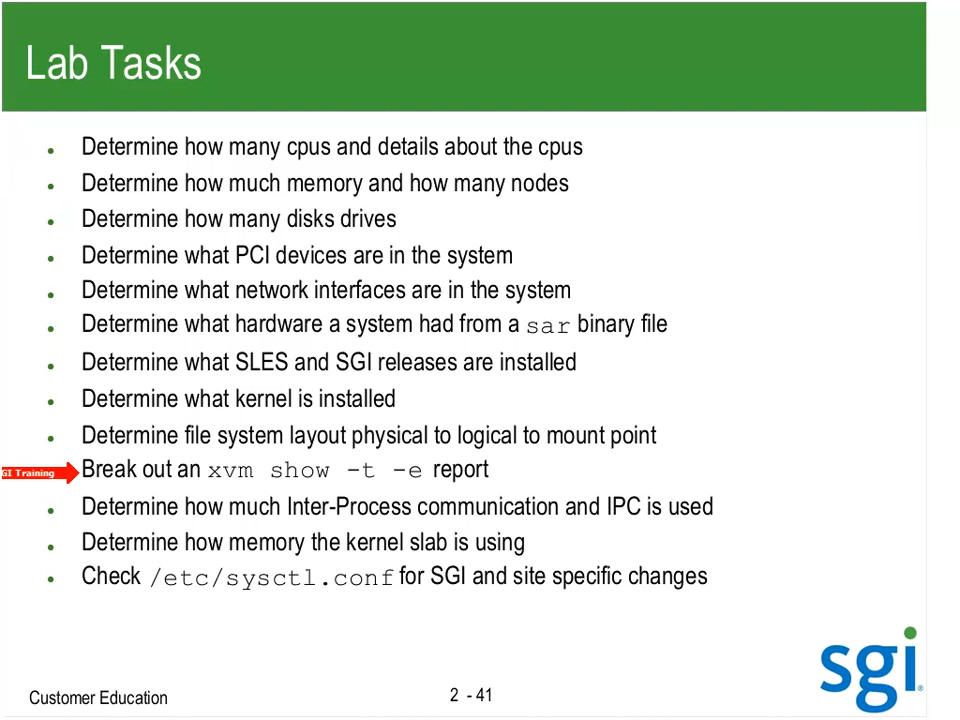 Lab Tasks
Determine how many cpus and details about the cpus
Determine how much memory and how many nodes
Determine how many disks drives
Determine what PCI devices are in the system
Determine what network interfaces are in the system
Determine what hardware a system had from a sar binary file
Determine what SLES and SGI releases are installed
Determine what kernel is installed
Determine file system layout physical to logical to mount point
GI Training Break out an xvm show -t -e report
Determine how much Inter-Process communication and IPC is used
Determine how memory the kernel slab is using
Check /etc/sysctl.conf for SGI and site specific changes
sgi®
Customer Education 2 - 41